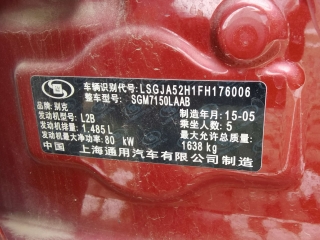 车辆识别代号: LSGJA52H1FH176006
整车型号: SGM7150LAAB
品牌: 别克 制造年月: 15-05
发动机型号: L2B 乘坐人数: 5
发动机排量: 1.485 L 最大允许总质量:
发动机最大净功率: 80 kW 1638 kg
中国 上海通用汽车有限公司制造